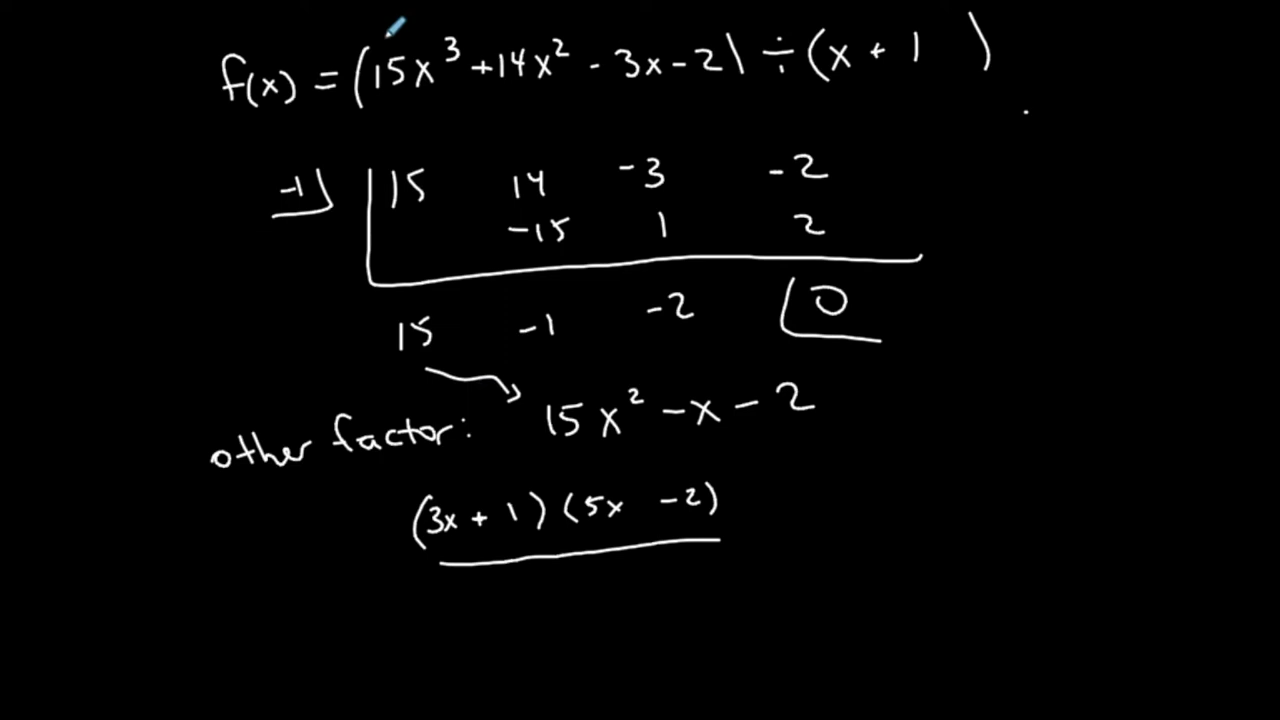 f(x) = (15x³ + 14x² - 3x - 2) ÷ (x + 1 )
-1 | 15 14 -3 -2
-15 1 2
15 -1 -2 0
15x² - x - 2
other factor:
(3x + 1) (5x - 2)